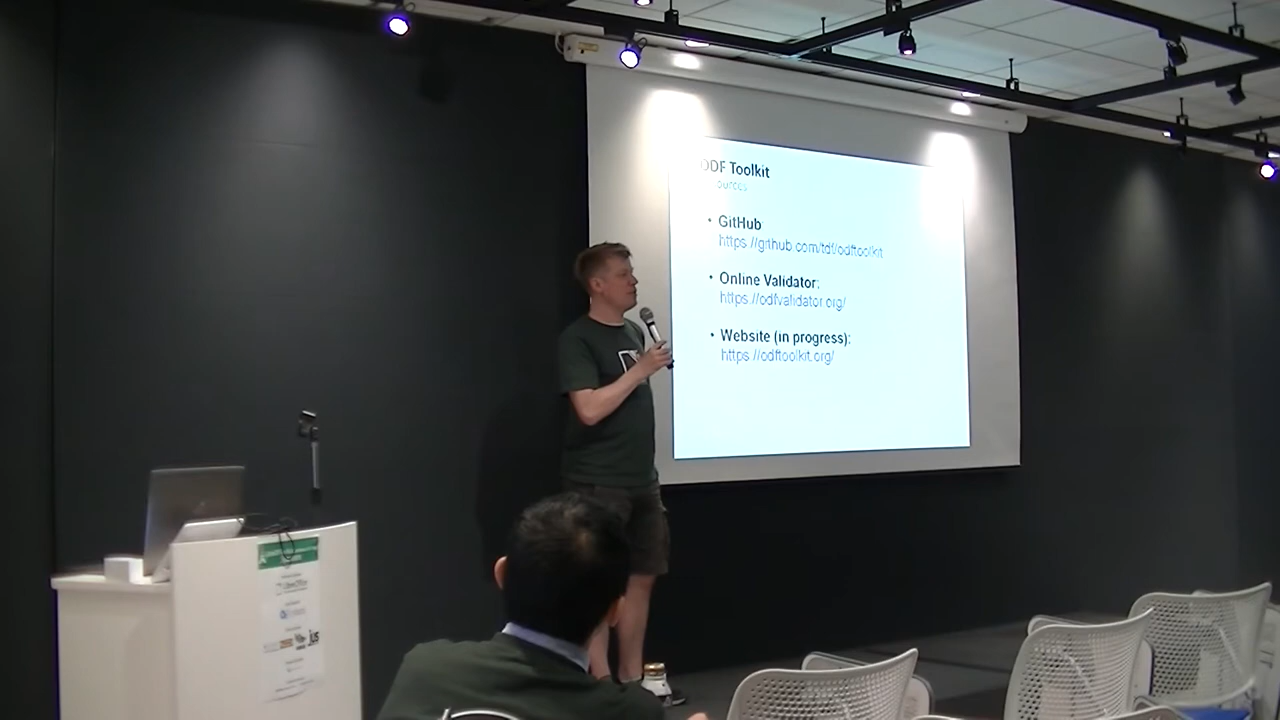 ODF Toolkit
• GitHub
https://github.com/tdf/odftoolkit
• Online Validator:
https://odfvalidator.org/
• Website (in progress):
https://odftoolkit.org/